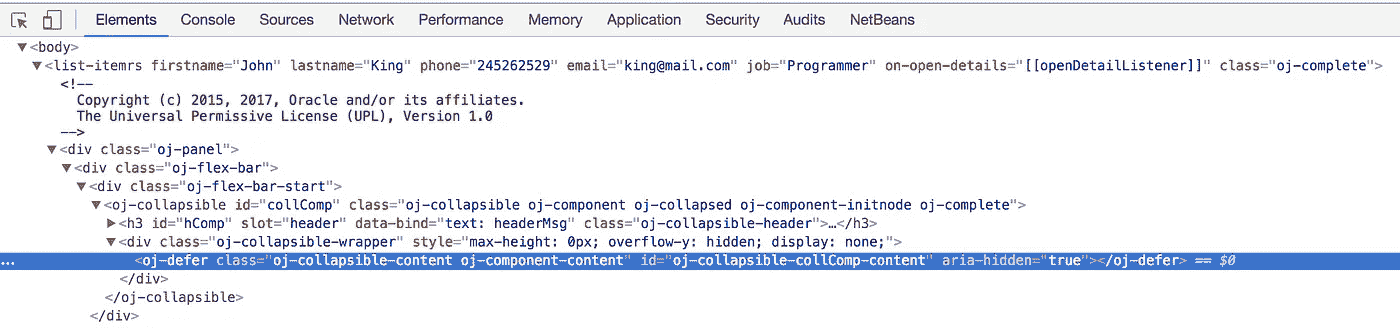 Elements Console Sources Network Performance Memory Application Security Audits NetBeans
▼<body>
▼<list-itemrs firstname="John" lastname="King" phone="245262529" email="king@mail.com" job="Programmer" on-open-details="[[openDetailListener]]" class="oj-complete">
<!--
Copyright (c) 2015, 2017, Oracle and/or its affiliates.
The Universal Permissive License (UPL), Version 1.0
-->
▼<div class="oj-panel">
▼<div class="oj-flex-bar">
▼<div class="oj-flex-bar-start">
▼<oj-collapsible id="collComp" class="oj-collapsible oj-component oj-collapsed oj-component-initnode oj-complete">
▶<h3 id="hComp" slot="header" data-bind="text: headerMsg" class="oj-collapsible-header">…</h3>
▼<div class="oj-collapsible-wrapper" style="max-height: 0px; overflow-y: hidden; display: none;">
... <oj-defer class="oj-collapsible-content oj-component-content" id="oj-collapsible-collComp-content" aria-hidden="true"></oj-defer> == $0
</div>
</oj-collapsible>
</div>